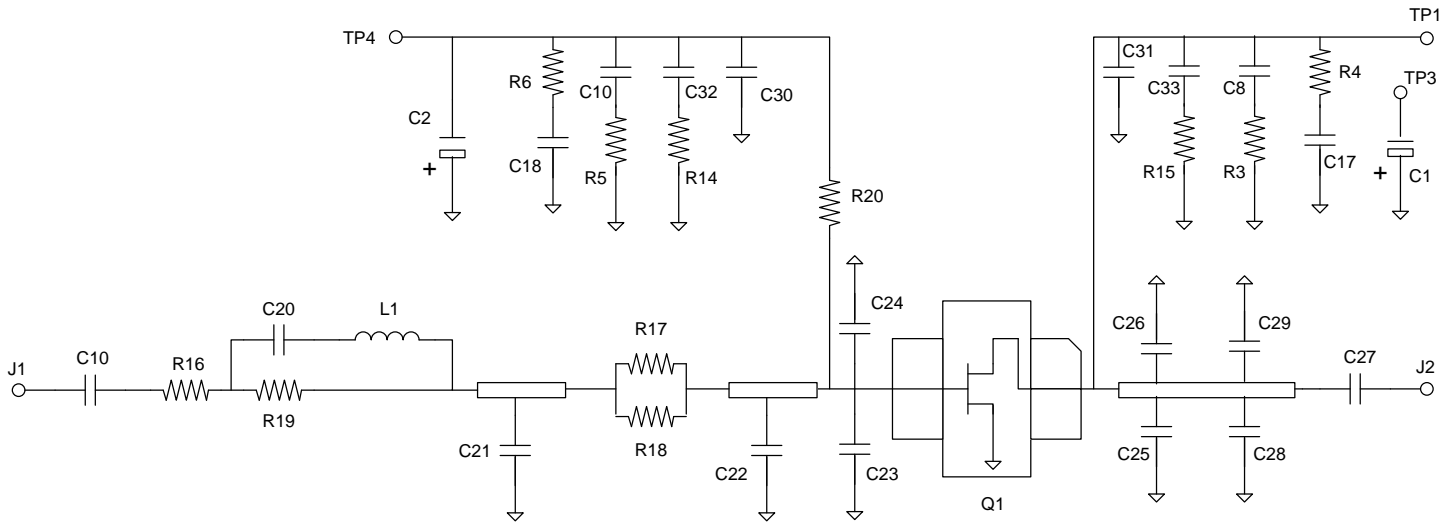 TP1
TP4
C31
R6
C10
C32
C30
C33
C8
R4
TP3
C2
+
C18
R5
R14
R20
R15
R3
C17
+
C1
C20
L1
C24
C26
C29
R17
J1
C10
R16
C27
J2
R19
C21
R18
C22
C23
C25
C28
Q1